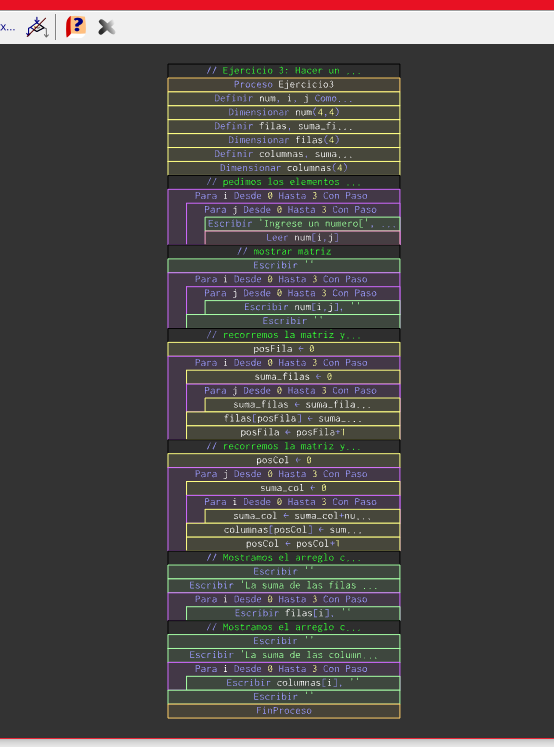 x...
?
// Ejercicio 3: Hacer un ...
Proceso Ejercicio3
Definir num, i, j Como...
Dimensionar num(4,4)
Definir filas, suma_fi...
Dimensionar filas(4)
Definir columnas, suma...
Dimensionar columnas(4)
// pedimos los elementos ...
Para i Desde 0 Hasta 3 Con Paso
Para j Desde 0 Hasta 3 Con Paso
Escribir 'Ingrese un numero[', ...
Leer num[i,j]
// mostrar matriz
Escribir ''
Para i Desde 0 Hasta 3 Con Paso
Para j Desde 0 Hasta 3 Con Paso
Escribir num[i,j], ''
Escribir ''
// recorremos la matriz y...
posFila ← 0
Para i Desde 0 Hasta 3 Con Paso
suma_filas ← 0
Para j Desde 0 Hasta 3 Con Paso
suma_filas ← suma_fila...
filas[posFila] ← suma_...
posFila ← posFila+1
// recorremos la matriz y...
posCol ← 0
Para j Desde 0 Hasta 3 Con Paso
suma_col ← 0
Para i Desde 0 Hasta 3 Con Paso
suma_col ← suma_col+nu...
columnas[posCol] ← sum...
posCol ← posCol+1
// Mostramos el arreglo c...
Escribir ''
Escribir 'La suma de las filas ...
Para i Desde 0 Hasta 3 Con Paso
Escribir filas[i], ''
// Mostramos el arreglo c...
Escribir ''
Escribir 'La suma de las column...
Para i Desde 0 Hasta 3 Con Paso
Escribir columnas[i], ''
Escribir ''
FinProceso